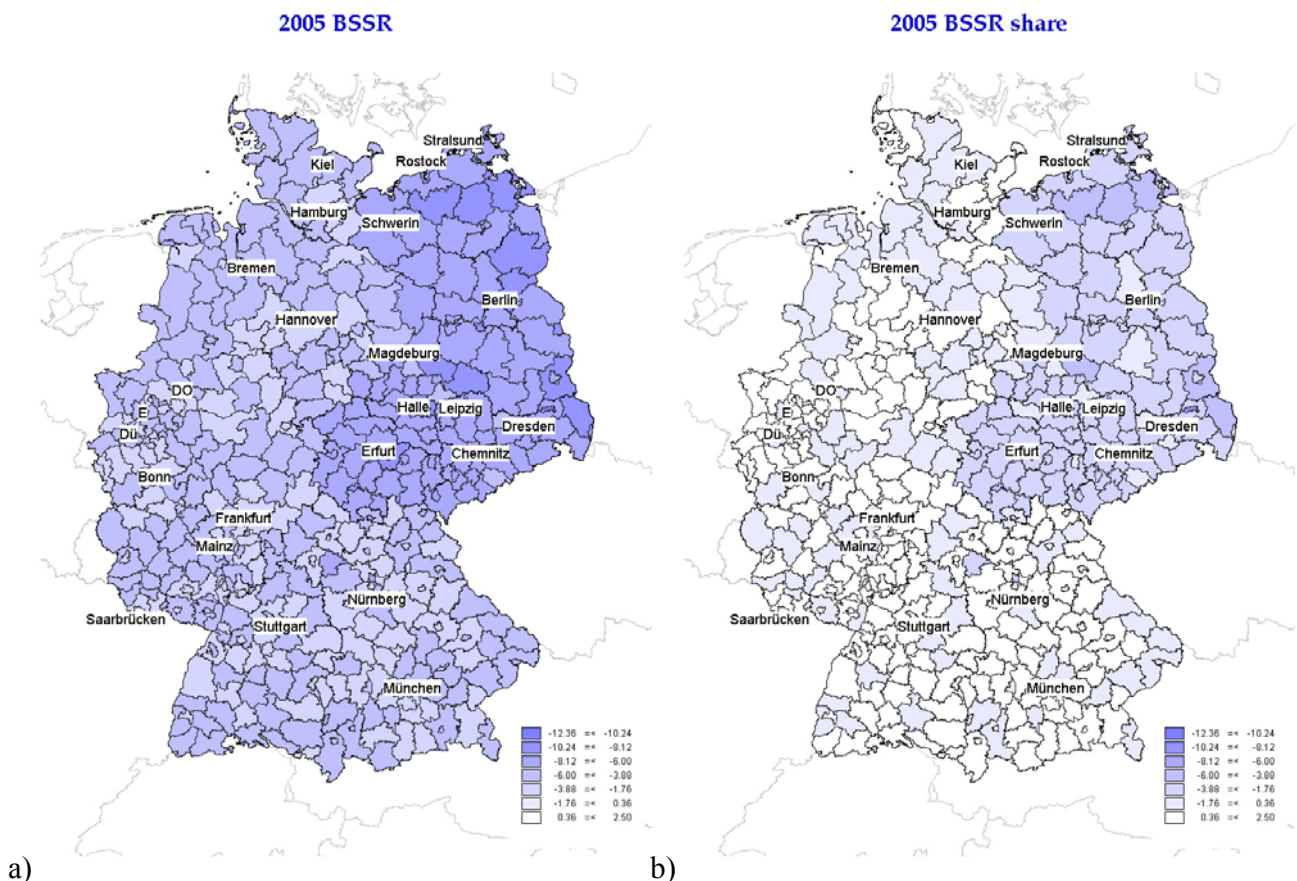 2005 BSSR
2005 BSSR share
Stralsund
Rostock
Kiel
Hamburg
Schwerin
Bremen
Berlin
Hannover
Magdeburg
DO
E
Halle
Leipzig
Dü
Dresden
Erfurt
Chemnitz
Bonn
Frankfurt
Mainz
Nürnberg
Saarbrücken
Stuttgart
München
-12.36 =< -10.24
-10.24 =< -8.12
-8.12 =< -6.00
-6.00 =< -3.88
-3.88 =< -1.76
-1.76 =< 0.36
0.36 =< 2.50
a)
Stralsund
Rostock
Kiel
Hamburg
Schwerin
Bremen
Berlin
Hannover
Magdeburg
DO
E
Halle
Leipzig
Dü
Dresden
Erfurt
Chemnitz
Bonn
Frankfurt
Mainz
Nürnberg
Saarbrücken
Stuttgart
München
-12.36 =< -10.24
-10.24 =< -8.12
-8.12 =< -6.00
-6.00 =< -3.88
-3.88 =< -1.76
-1.76 =< 0.36
0.36 =< 2.50
b)